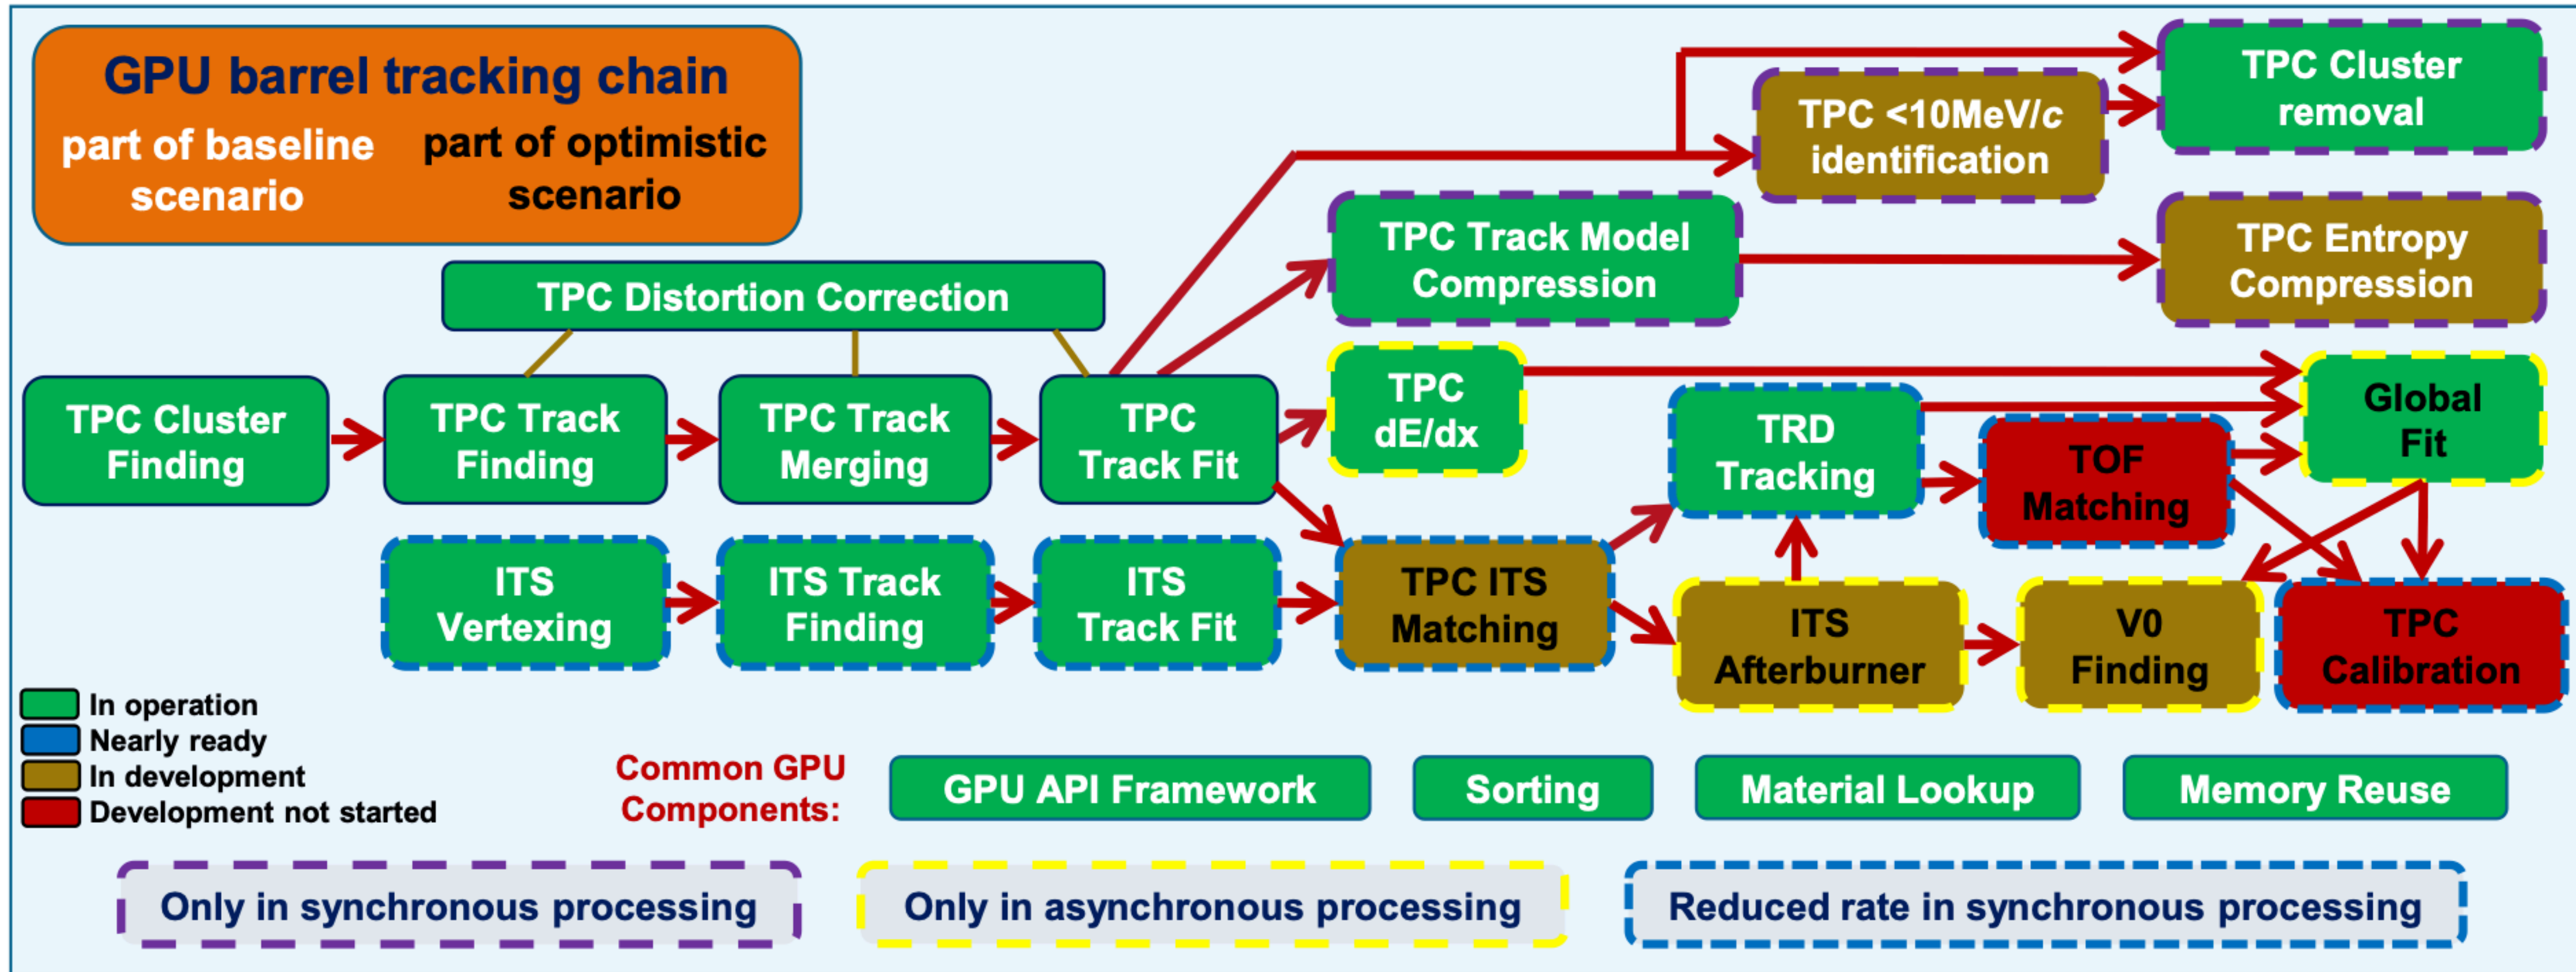 GPU barrel tracking chain
part of baseline
scenario
part of optimistic
scenario
TPC Cluster
removal
TPC <10MeV/c
identification
TPC Track Model
Compression
TPC Entropy
Compression
TPC Distortion Correction
TPC Cluster
Finding
TPC Track
Finding
TPC Track
Merging
TPC
Track Fit
TPC
dE/dx
TRD
Tracking
TOF
Matching
Global
Fit
ITS
Vertexing
ITS Track
Finding
ITS
Track Fit
TPC ITS
Matching
ITS
Afterburner
V0
Finding
TPC
Calibration
In operation
Nearly ready
In development
Development not started
Common GPU
Components:
GPU API Framework
Sorting
Material Lookup
Memory Reuse
Only in synchronous processing
Only in asynchronous processing
Reduced rate in synchronous processing